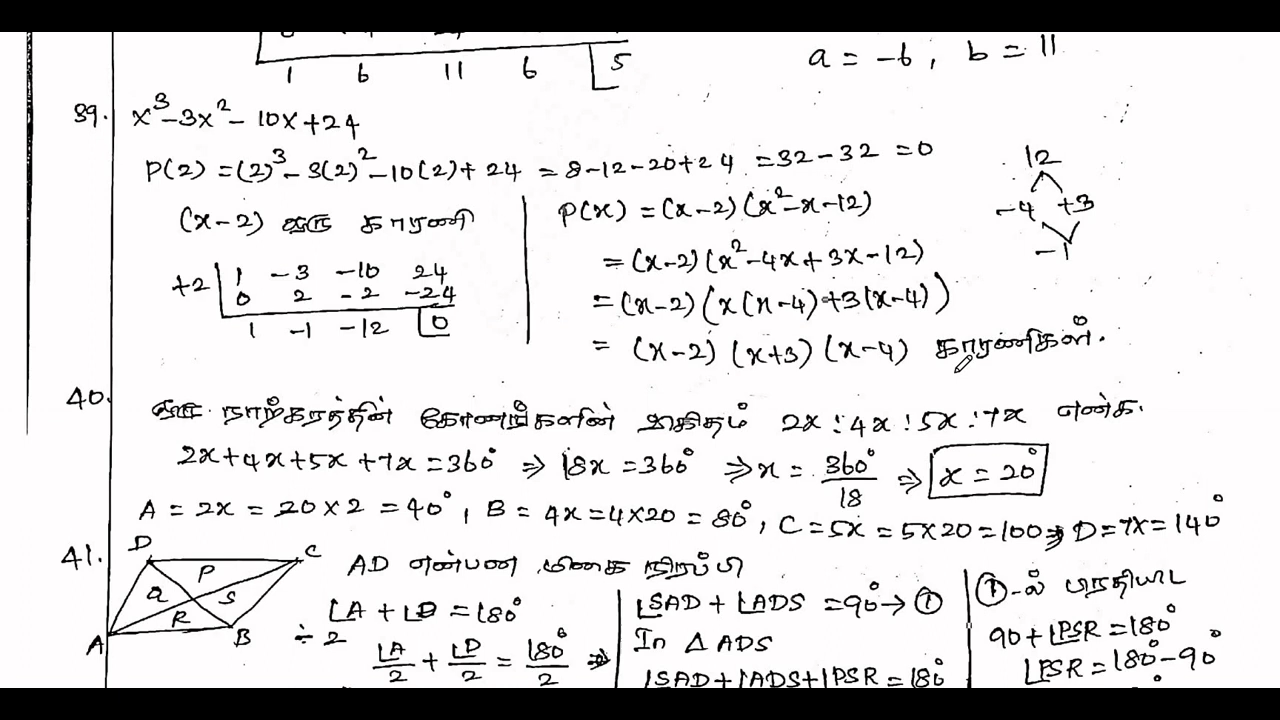 1 6 11 6 5
a = -6, b = 11
39. x³-3x²-10x+24
P(2) = (2)³-3(2)²-10(2)+24 = 8-12-20+24 = 32-32 = 0
(x-2) ஒரு காரணி
+2 1 -3 -10 24
0 2 -2 -24
1 -1 -12 0
P(x) = (x-2)(x²-x-12)
= (x-2)(x²-4x+3x-12)
= (x-2)(x(x-4)+3(x-4))
= (x-2)(x+3)(x-4) காரணிகள்.
12
-4 +3
-1
40. ஒரு நாற்கரத்தின் கோணங்களின் விகிதம் 2x:4x:5x:7x என்க.
2x+4x+5x+7x=360° ⇒ 18x=360° ⇒ x = 360°/18 ⇒ x = 20°
A = 2x = 20×2 = 40°, B = 4x = 4×20 = 80°, C = 5x = 5×20 = 100⇒ D = 7x = 140°
41. D C
P
Q S
R
A B
AD என்பன மிகை நிரப்பி
∠A + ∠D = 180°
÷ 2
∠A/2 + ∠D/2 = 180°/2 ⇒
∠SAD + ∠ADS = 90° → ①
In ΔADS
∠SAD+∠ADS+∠PSR = 180°
①-ல் பிரதியிட
90+∠PSR = 180°
∠PSR = 180°-90°